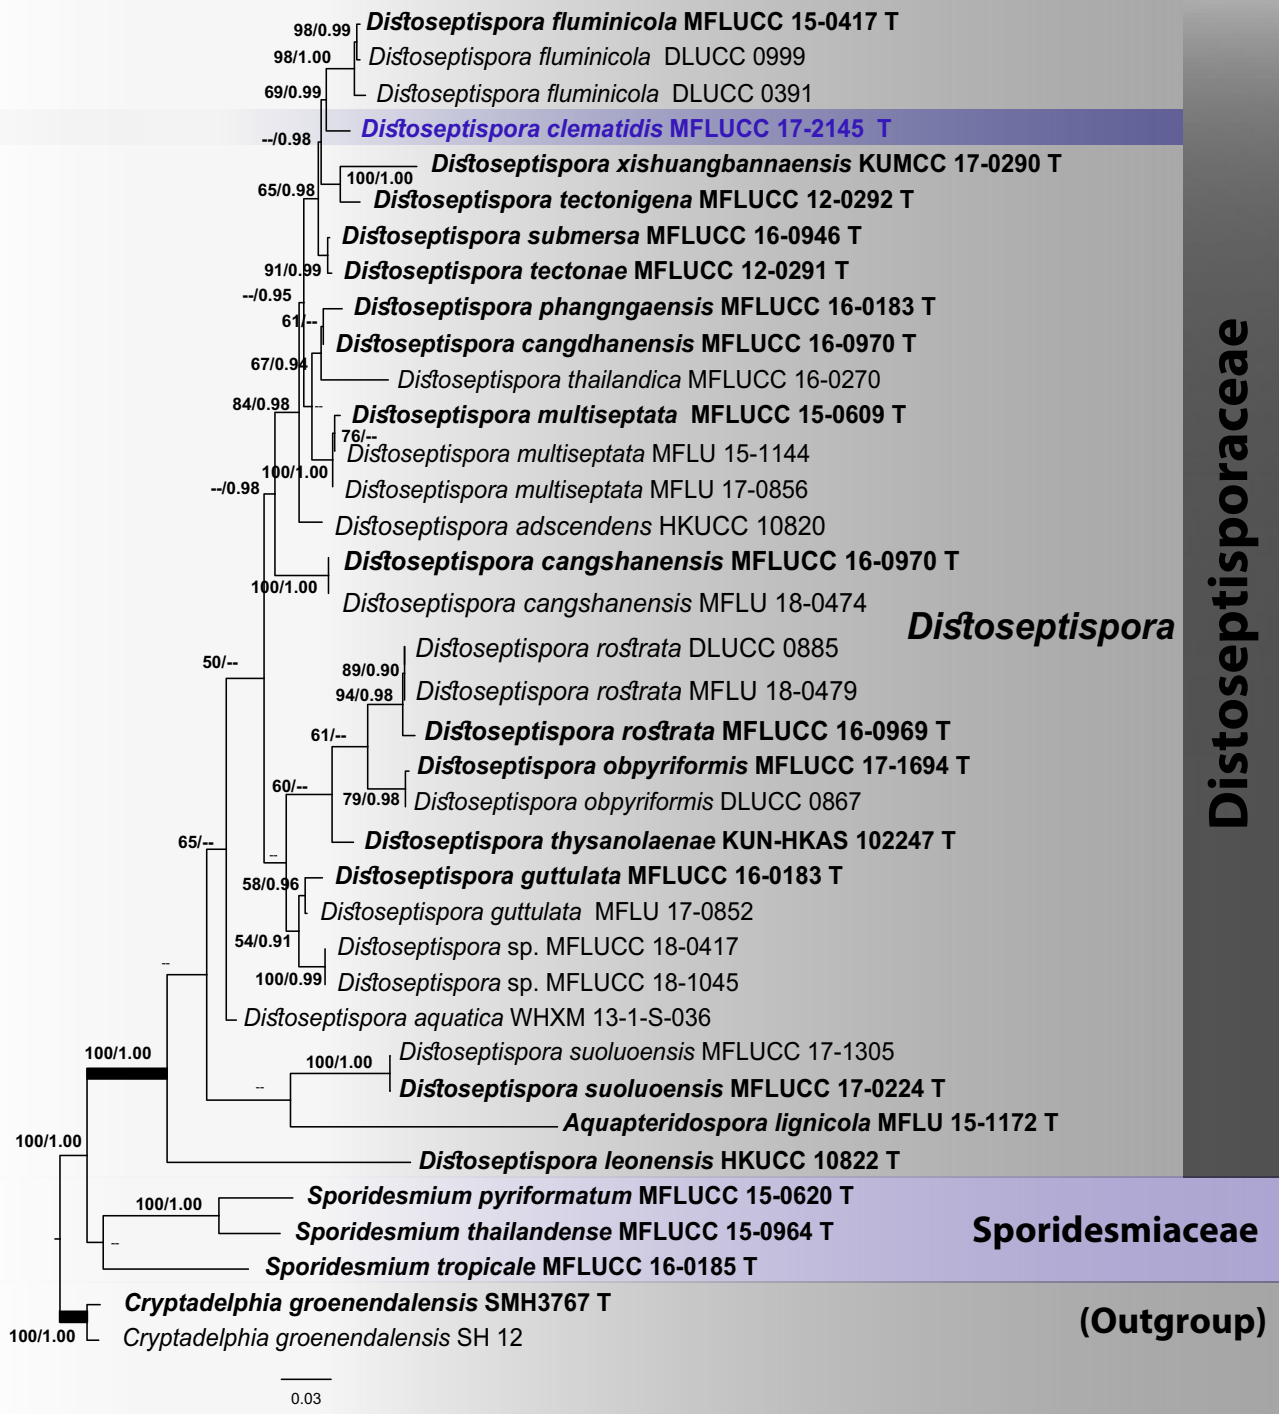 98/0.99
Distoseptispora fluminicola MFLUCC 15-0417 T
98/1.00
Distoseptispora fluminicola DLUCC 0999
69/0.99
Distoseptispora fluminicola DLUCC 0391
Distoseptispora clematidis MFLUCC 17-2145 T
--/0.98
Distoseptispora xishuangbannaensis KUMCC 17-0290 T
100/1.00
65/0.98
Distoseptispora tectonigena MFLUCC 12-0292 T
Distoseptispora submersa MFLUCC 16-0946 T
91/0.99
Distoseptispora tectonae MFLUCC 12-0291 T
--/0.95
Distoseptispora phangngaensis MFLUCC 16-0183 T
61/--
Distoseptispora cangdhanensis MFLUCC 16-0970 T
67/0.94
Distoseptispora thailandica MFLUCC 16-0270
84/0.98
--
Distoseptispora multiseptata MFLUCC 15-0609 T
76/--
Distoseptispora multiseptata MFLU 15-1144
100/1.00
--/0.98
Distoseptispora multiseptata MFLU 17-0856
Distoseptispora adscendens HKUCC 10820
Distoseptispora cangshanensis MFLUCC 16-0970 T
100/1.00
Distoseptispora cangshanensis MFLU 18-0474
Distoseptispora
Distoseptisporaceae
Distoseptispora rostrata DLUCC 0885
50/--
89/0.90
94/0.98
Distoseptispora rostrata MFLU 18-0479
Distoseptispora rostrata MFLUCC 16-0969 T
61/--
Distoseptispora obpyriformis MFLUCC 17-1694 T
60/--
79/0.98
Distoseptispora obpyriformis DLUCC 0867
Distoseptispora thysanolaenae KUN-HKAS 102247 T
65/--
--
Distoseptispora guttulata MFLUCC 16-0183 T
58/0.96
Distoseptispora guttulata MFLU 17-0852
54/0.91
Distoseptispora sp. MFLUCC 18-0417
--
100/0.99
Distoseptispora sp. MFLUCC 18-1045
Distoseptispora aquatica WHXM 13-1-S-036
100/1.00
Distoseptispora suoluoensis MFLUCC 17-1305
100/1.00
--
Distoseptispora suoluoensis MFLUCC 17-0224 T
Aquapteridospora lignicola MFLU 15-1172 T
100/1.00
Distoseptispora leonensis HKUCC 10822 T
Sporidesmium pyriformatum MFLUCC 15-0620 T
100/1.00
Sporidesmium thailandense MFLUCC 15-0964 T
Sporidesmiaceae
--
Sporidesmium tropicale MFLUCC 16-0185 T
Cryptadelphia groenendalensis SMH3767 T
(Outgroup)
100/1.00
Cryptadelphia groenendalensis SH 12
0.03